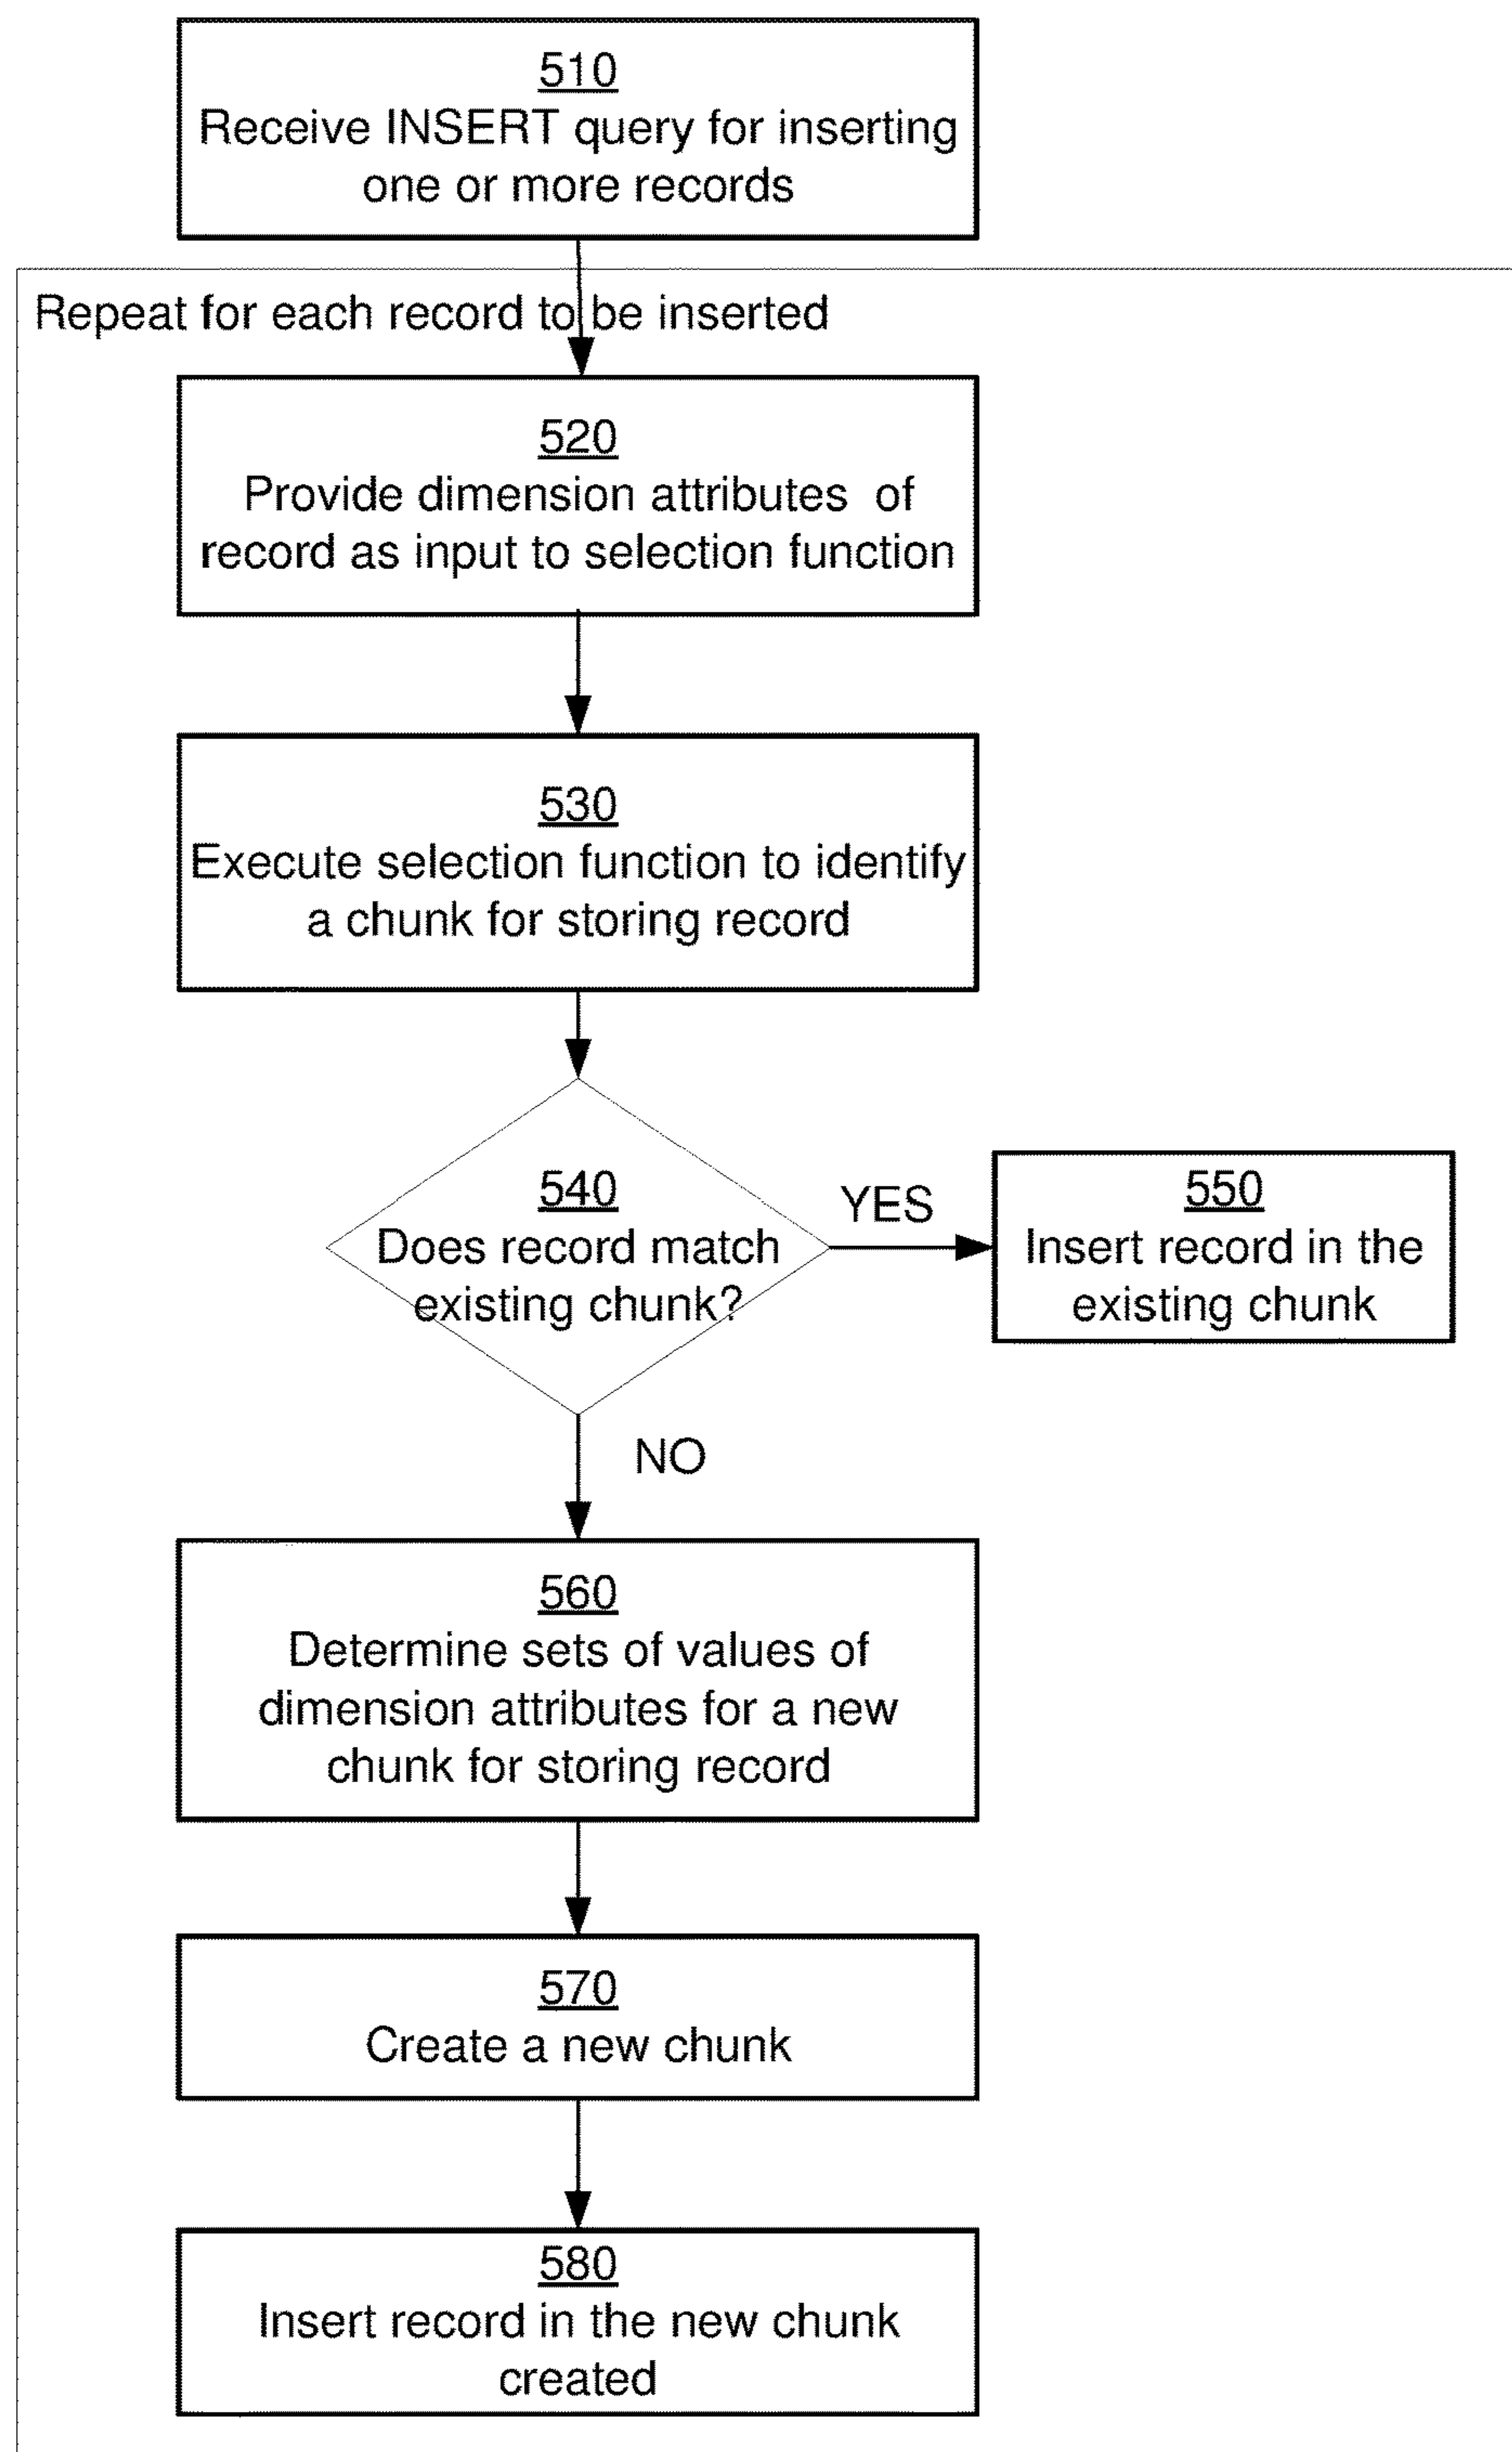 510
Receive INSERT query for inserting
one or more records
Repeat for each record to be inserted
520
Provide dimension attributes of
record as input to selection function
530
Execute selection function to identify
a chunk for storing record
540
Does record match
existing chunk?
YES
550
Insert record in the
existing chunk
NO
560
Determine sets of values of
dimension attributes for a new
chunk for storing record
570
Create a new chunk
580
Insert record in the new chunk
created